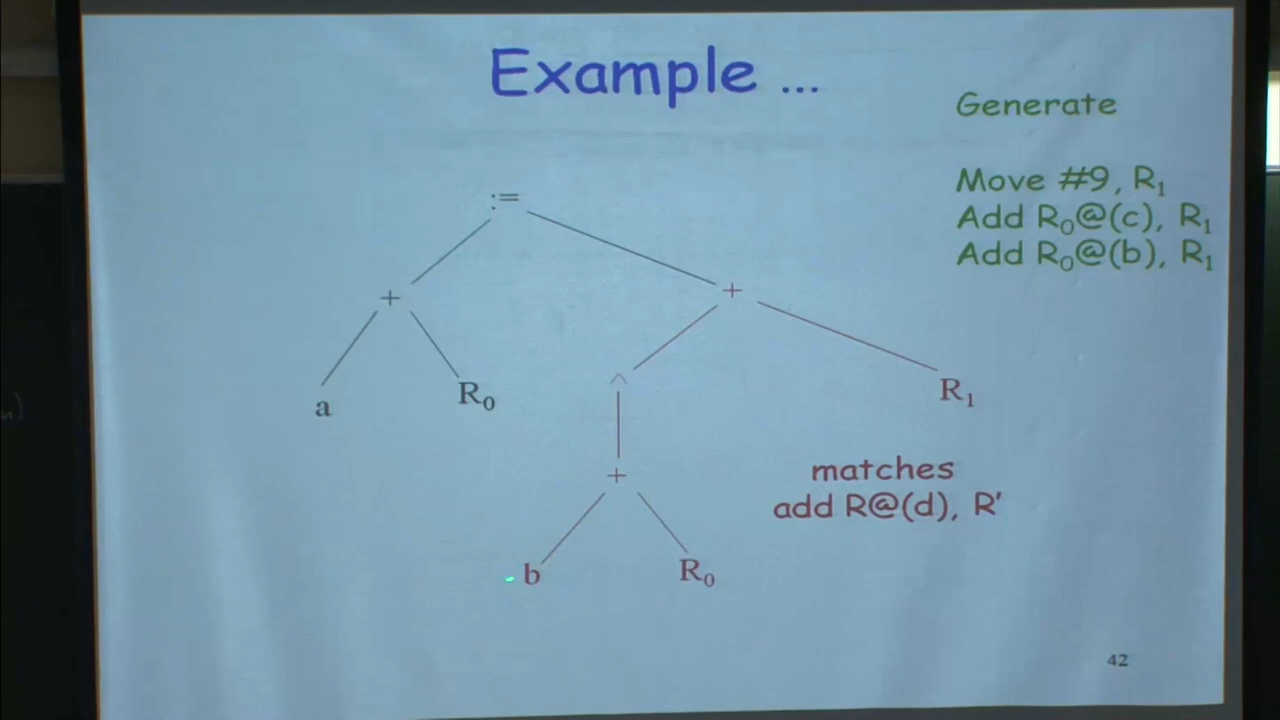 Example ...
Generate
Move #9, R₁
Add R₀@(c), R₁
Add R₀@(b), R₁
:=
+
+
a
R₀
^
R₁
+
matches
add R@(d), R'
b
R₀
42